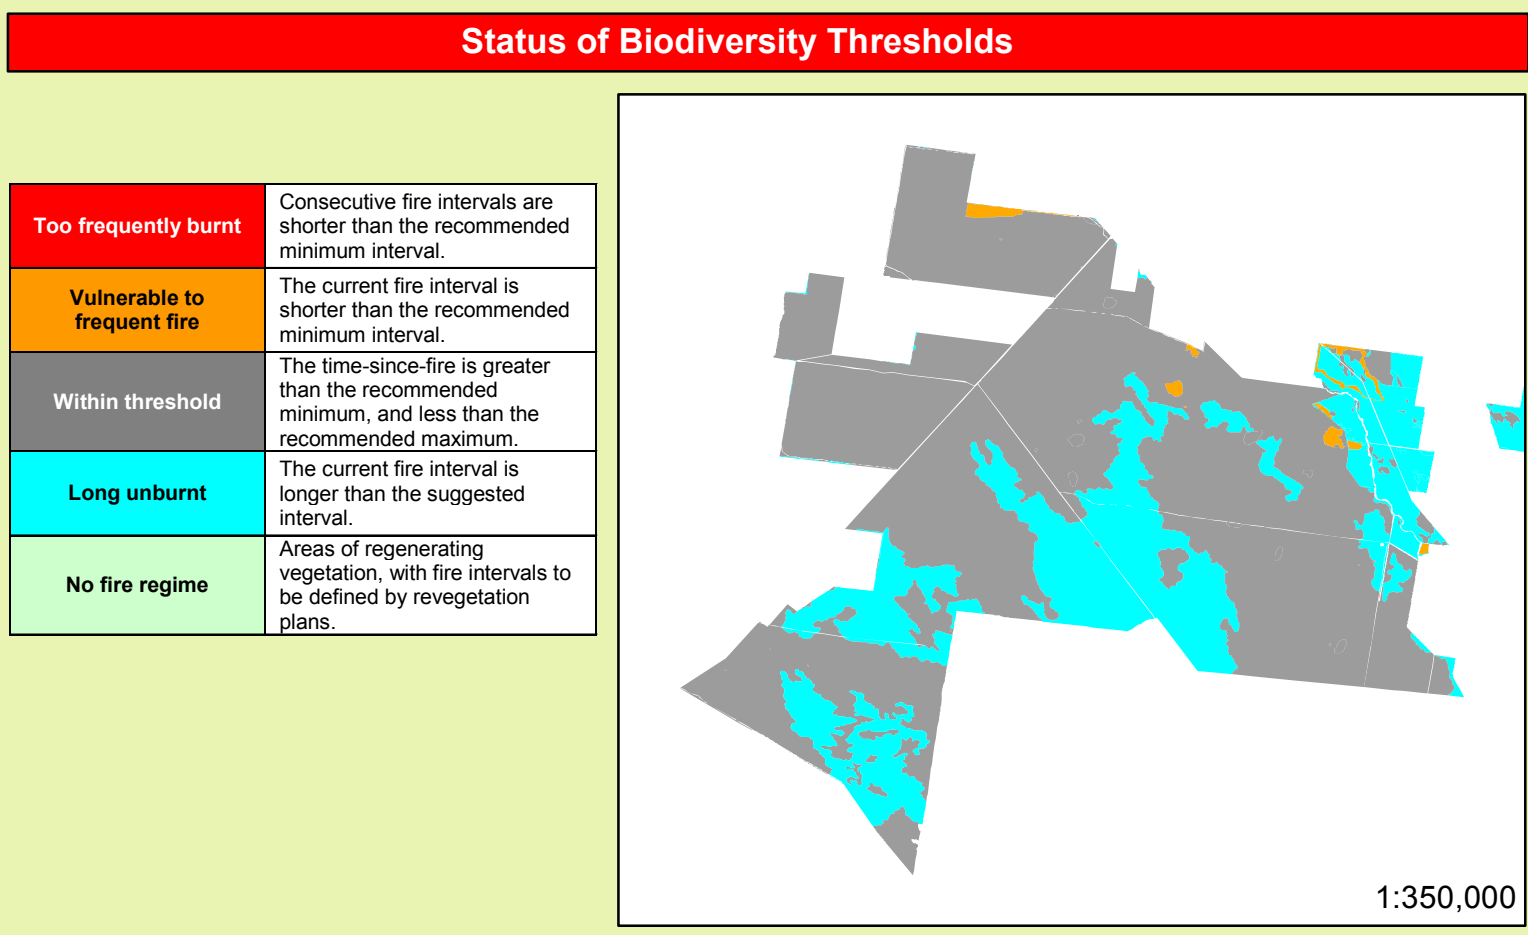 Status of Biodiversity Thresholds
Too frequently burnt
Consecutive fire intervals are
shorter than the recommended
minimum interval.
Vulnerable to
frequent fire
The current fire interval is
shorter than the recommended
minimum interval.
Within threshold
The time-since-fire is greater
than the recommended
minimum, and less than the
recommended maximum.
Long unburnt
The current fire interval is
longer than the suggested
interval.
No fire regime
Areas of regenerating
vegetation, with fire intervals to
be defined by revegetation
plans.
1:350,000